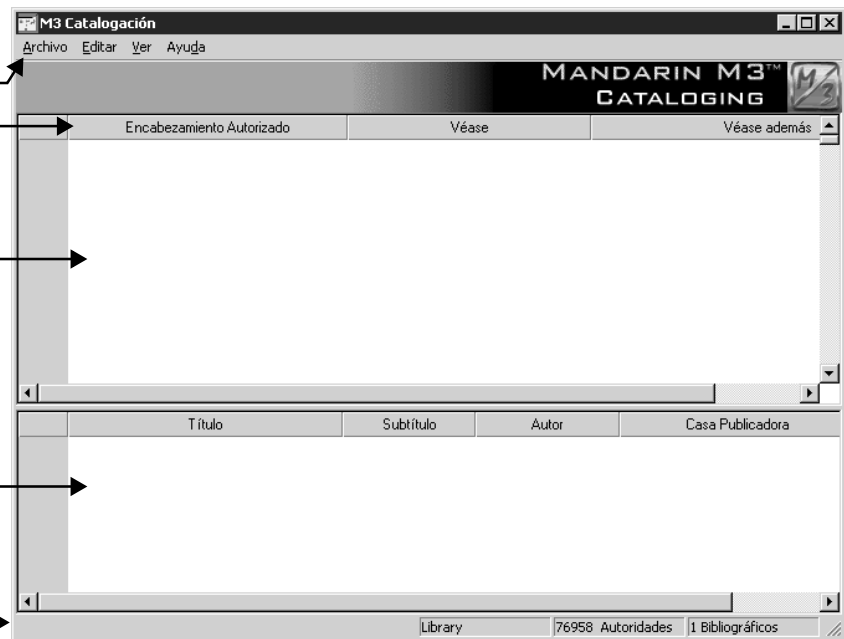 M3 Catalogación
Archivo Editar Ver Ayuda
MANDARIN M3™
CATALOGING
M/3
Encabezamiento Autorizado Véase Véase además
Título Subtítulo Autor Casa Publicadora
Library 76958 Autoridades 1 Bibliográficos